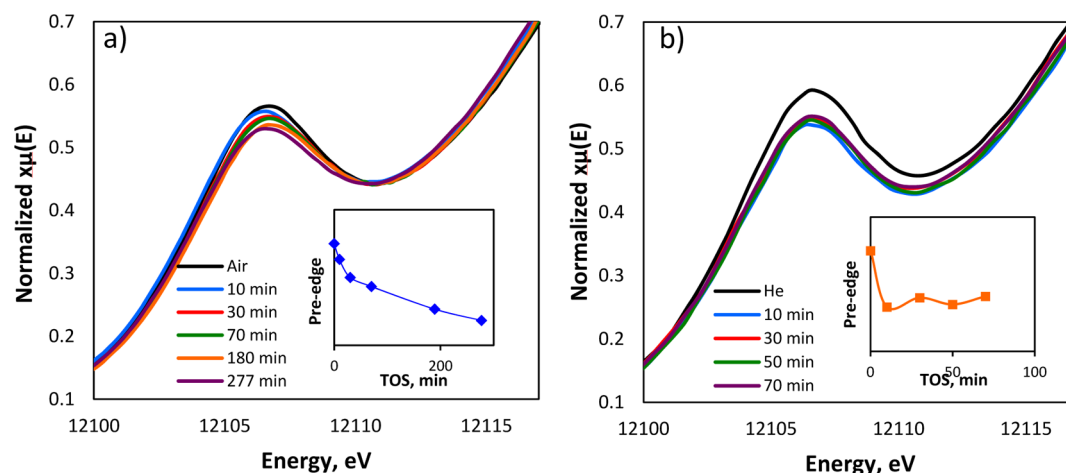 a)
Normalized xµ(E)
0.7
0.6
0.5
0.4
0.3
0.2
0.1
12100
12105
12110
12115
Energy, eV
Air
10 min
30 min
70 min
180 min
277 min
Pre-edge
0
200
TOS, min
b)
Normalized xµ(E)
0.7
0.6
0.5
0.4
0.3
0.2
0.1
12100
12105
12110
12115
Energy, eV
He
10 min
30 min
50 min
70 min
Pre-edge
0
50
100
TOS, min